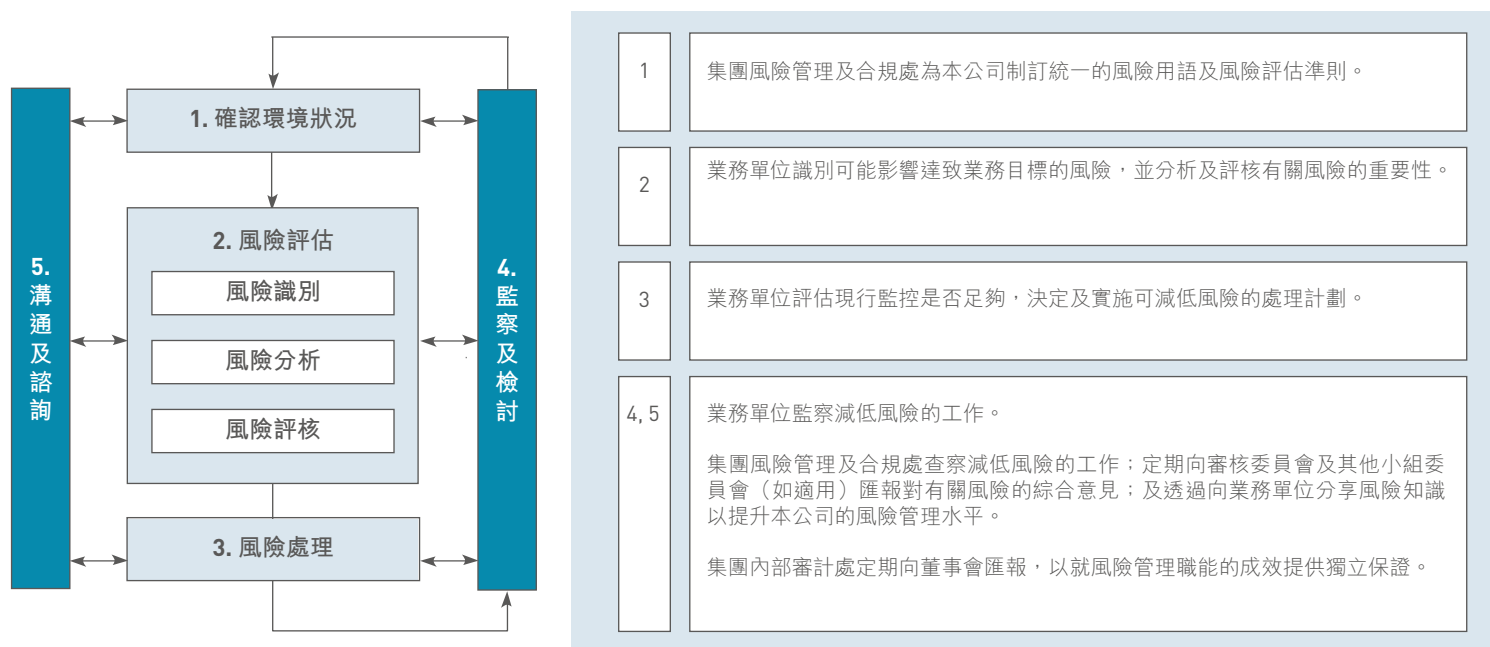 1. 確認環境狀況
2. 風險評估
風險識別
風險分析
風險評核
3. 風險處理
4. 監察及檢討
5. 溝通及諮詢
1
集團風險管理及合規處為本公司制訂統一的風險用語及風險評估準則。
2
業務單位識別可能影響達致業務目標的風險，並分析及評核有關風險的重要性。
3
業務單位評估現行監控是否足夠，決定及實施可減低風險的處理計劃。
4, 5
業務單位監察減低風險的工作。
集團風險管理及合規處查察減低風險的工作；定期向審核委員會及其他小組委
員會（如適用）匯報對有關風險的綜合意見；及透過向業務單位分享風險知識
以提升本公司的風險管理水平。
集團內部審計處定期向董事會匯報，以就風險管理職能的成效提供獨立保證。